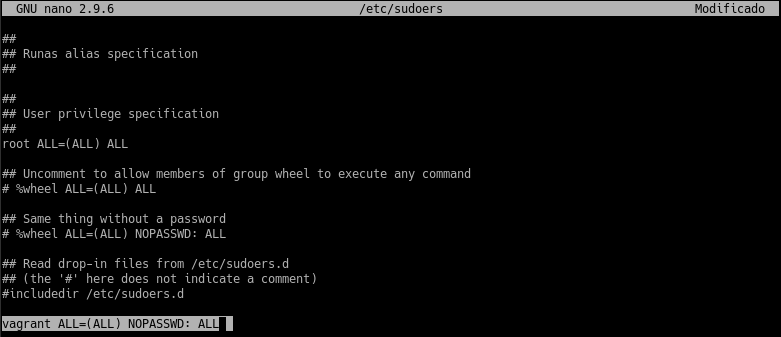 GNU nano 2.9.6 /etc/sudoers Modificado
##
## Runas alias specification
##
##
## User privilege specification
##
root ALL=(ALL) ALL
## Uncomment to allow members of group wheel to execute any command
# %wheel ALL=(ALL) ALL
## Same thing without a password
# %wheel ALL=(ALL) NOPASSWD: ALL
## Read drop-in files from /etc/sudoers.d
## (the '#' here does not indicate a comment)
#includedir /etc/sudoers.d
vagrant ALL=(ALL) NOPASSWD: ALL